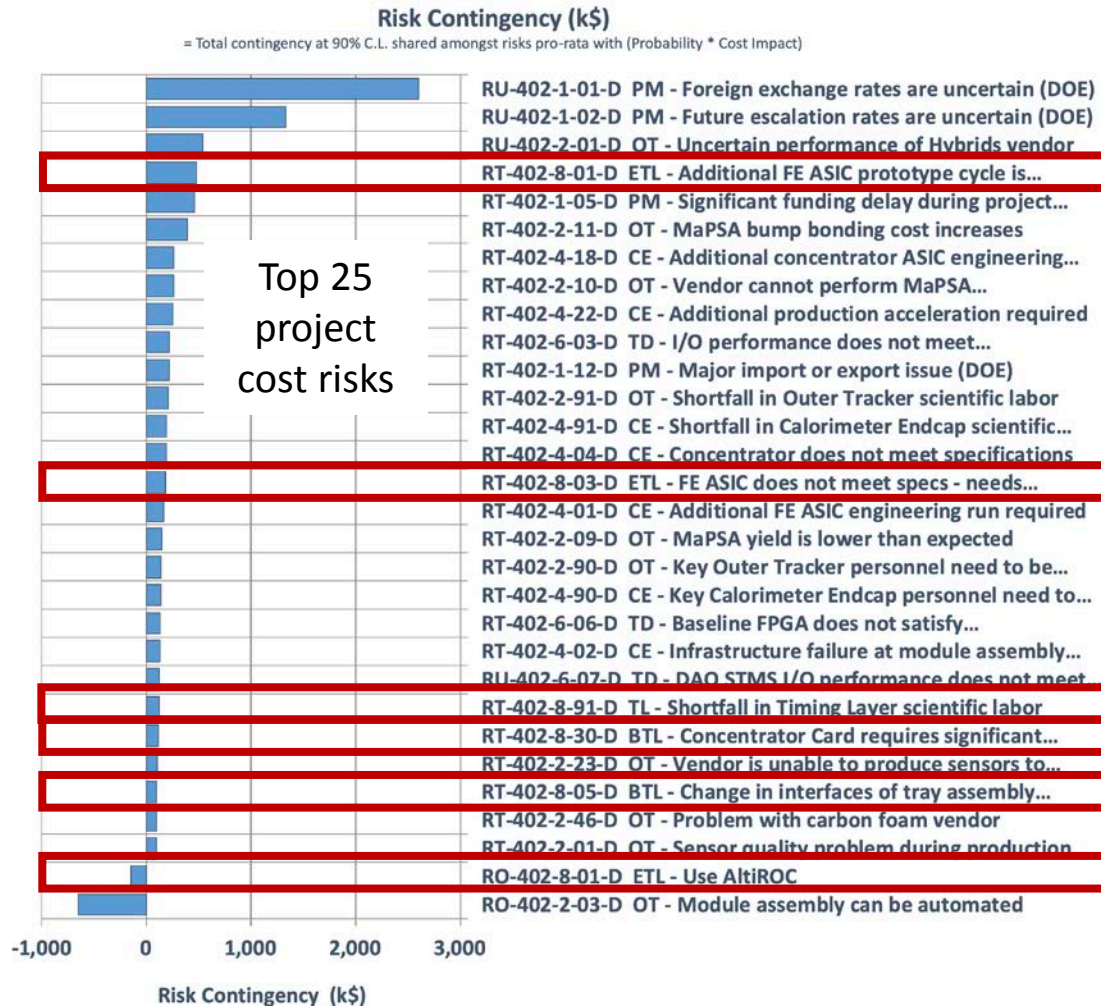 Risk Contingency (k$)
= Total contingency at 90% C.L. shared amongst risks pro-rata with (Probability * Cost Impact)
RU-402-1-01-D PM - Foreign exchange rates are uncertain (DOE)
RU-402-1-02-D PM - Future escalation rates are uncertain (DOE)
RU-402-2-01-D OT - Uncertain performance of Hybrids vendor
RT-402-8-01-D ETL - Additional FE ASIC prototype cycle is...
RT-402-1-05-D PM - Significant funding delay during project...
RT-402-2-11-D OT - MaPSA bump bonding cost increases
RT-402-4-18-D CE - Additional concentrator ASIC engineering...
RT-402-2-10-D OT - Vendor cannot perform MaPSA...
RT-402-4-22-D CE - Additional production acceleration required
RT-402-6-03-D TD - I/O performance does not meet...
RT-402-1-12-D PM - Major import or export issue (DOE)
RT-402-2-91-D OT - Shortfall in Outer Tracker scientific labor
RT-402-4-91-D CE - Shortfall in Calorimeter Endcap scientific...
RT-402-4-04-D CE - Concentrator does not meet specifications
RT-402-8-03-D ETL - FE ASIC does not meet specs - needs...
RT-402-4-01-D CE - Additional FE ASIC engineering run required
RT-402-2-09-D OT - MaPSA yield is lower than expected
RT-402-2-90-D OT - Key Outer Tracker personnel need to be...
RT-402-4-90-D CE - Key Calorimeter Endcap personnel need to...
RT-402-6-06-D TD - Baseline FPGA does not satisfy...
RT-402-4-02-D CE - Infrastructure failure at module assembly...
RU-402-6-07-D TD - DAQ STMS I/O performance does not meet...
RT-402-8-91-D TL - Shortfall in Timing Layer scientific labor
RT-402-8-30-D BTL - Concentrator Card requires significant...
RT-402-2-23-D OT - Vendor is unable to produce sensors to...
RT-402-8-05-D BTL - Change in interfaces of tray assembly...
RT-402-2-46-D OT - Problem with carbon foam vendor
RT-402-2-01-D OT - Sensor quality problem during production
RO-402-8-01-D ETL - Use AltiROC
RO-402-2-03-D OT - Module assembly can be automated
Top 25
project
cost risks
-1,000 0 1,000 2,000 3,000
Risk Contingency (k$)